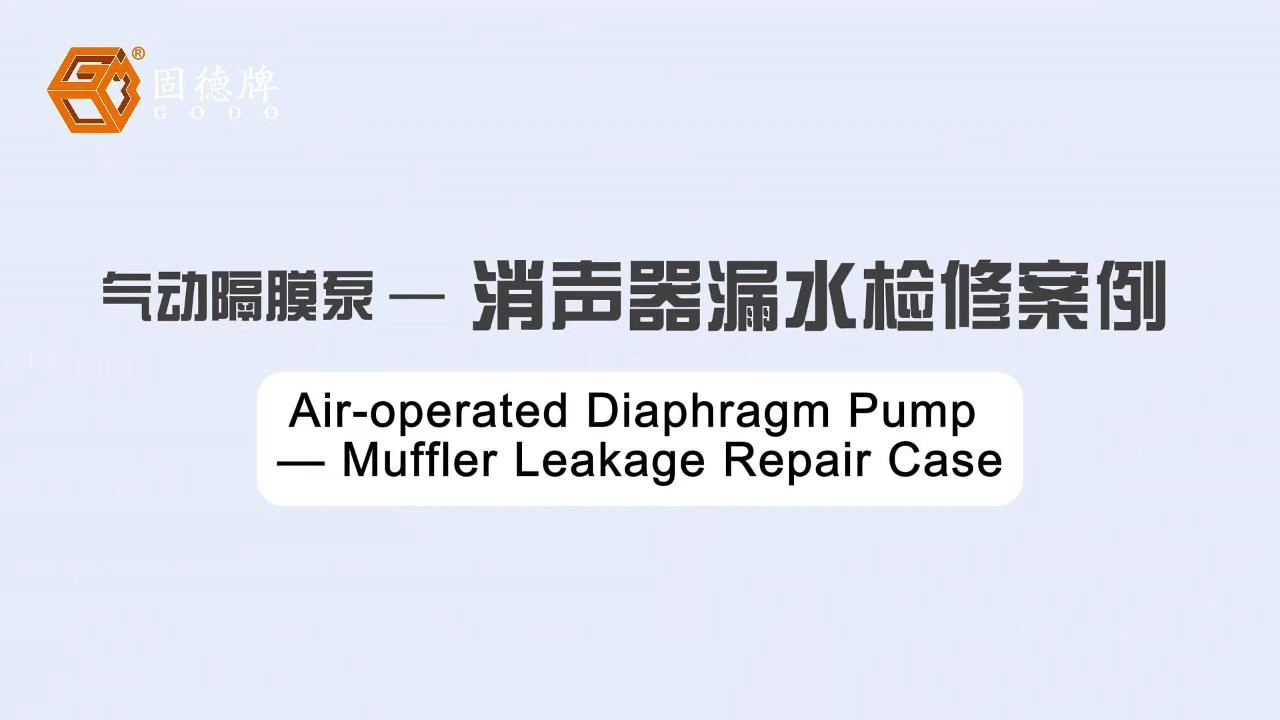 固德牌
GODO
气动隔膜泵 — 消声器漏水检修案例
Air-operated Diaphragm Pump
— Muffler Leakage Repair Case